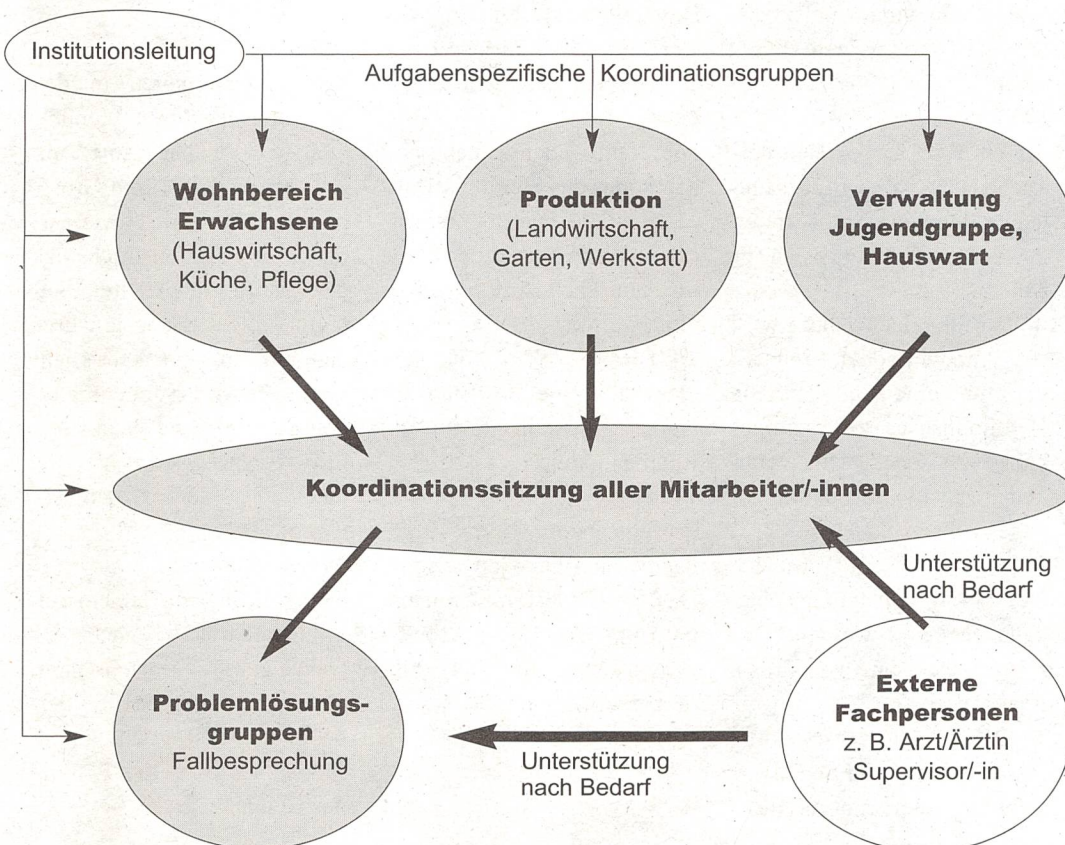 Institutionsleitung
Aufgabenspezifische Koordinationsgruppen
Wohnbereich
Erwachsene
(Hauswirtschaft,
Küche, Pflege)
Produktion
(Landwirtschaft,
Garten, Werkstatt)
Verwaltung
Jugendgruppe,
Hauswart
Koordinationssitzung aller Mitarbeiter/-innen
Unterstützung
nach Bedarf
Problemlösungs-
gruppen
Fallbesprechung
Unterstützung
nach Bedarf
Externe
Fachpersonen
z. B. Arzt/Ärztin
Supervisor/-in